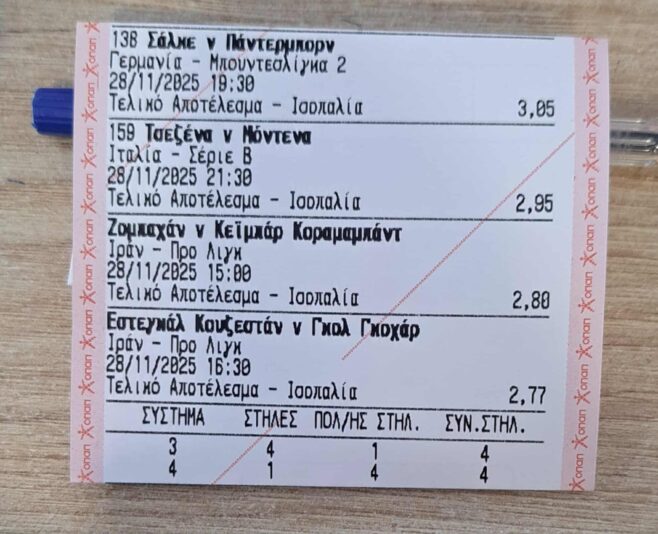 138 Σάλκε ν Πάντερμπορν
Γερμανία - Μπουντεσλίγκα 2
28/11/2025 19:30
Τελικό Αποτέλεσμα - Ισοπαλία 3,05
159 Τσεζένα ν Μόντενα
Ιταλία - Σέριε Β
28/11/2025 21:30
Τελικό Αποτέλεσμα - Ισοπαλία 2,95
Ζομπαχάν ν Κεϊμπάρ Κοραμαμπάντ
Ιράν - Προ Λιγκ
28/11/2025 15:00
Τελικό Αποτέλεσμα - Ισοπαλία 2,80
Εστεγκάλ Κουζεστάν ν Γκολ Γκοχάρ
Ιράν - Προ Λιγκ
28/11/2025 16:30
Τελικό Αποτέλεσμα - Ισοπαλία 2,77
ΣΥΣΤΗΜΑ ΣΤΗΛΕΣ ΠΟΛ/ΗΣ ΣΤΗΛ. ΣΥΝ.ΣΤΗΛ.
3 4 1 4
4 1 4 4
οπαπ